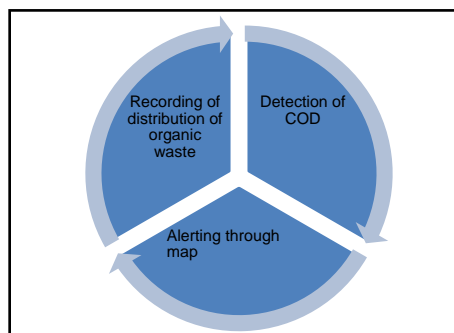 Recording of
distribution of
organic
waste
Detection of
COD
Alerting through
map